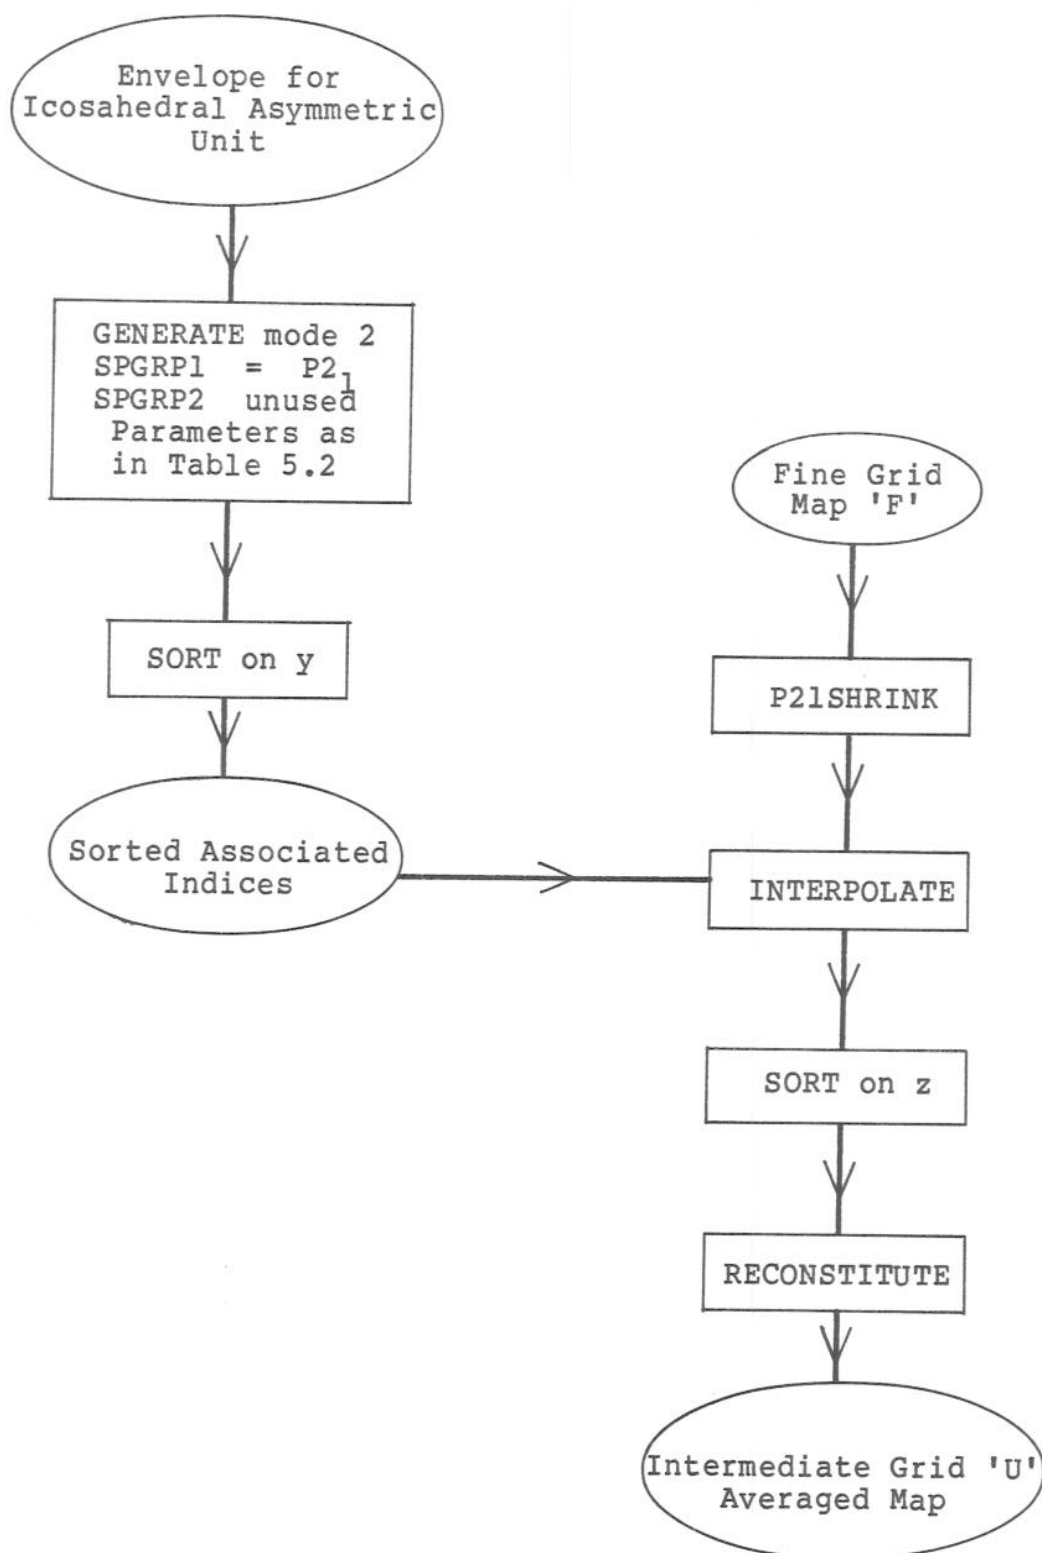 Envelope for
Icosahedral Asymmetric
Unit
GENERATE mode 2
SPGRP1 = P2₁
SPGRP2 unused
Parameters as
in Table 5.2
SORT on y
Sorted Associated
Indices
Fine Grid
Map 'F'
P21SHRINK
INTERPOLATE
SORT on z
RECONSTITUTE
Intermediate Grid 'U'
Averaged Map